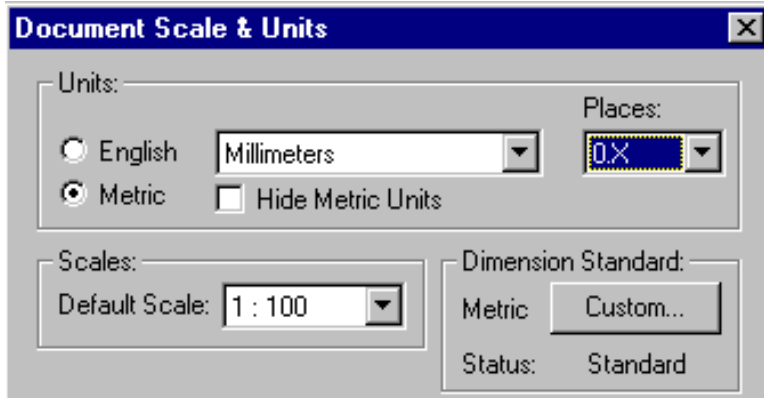 Document Scale & Units
Units:
Places:
English
Millimeters
0.X
Metric
Hide Metric Units
Scales:
Default Scale:
1 : 100
Dimension Standard:
Metric
Custom...
Status:
Standard